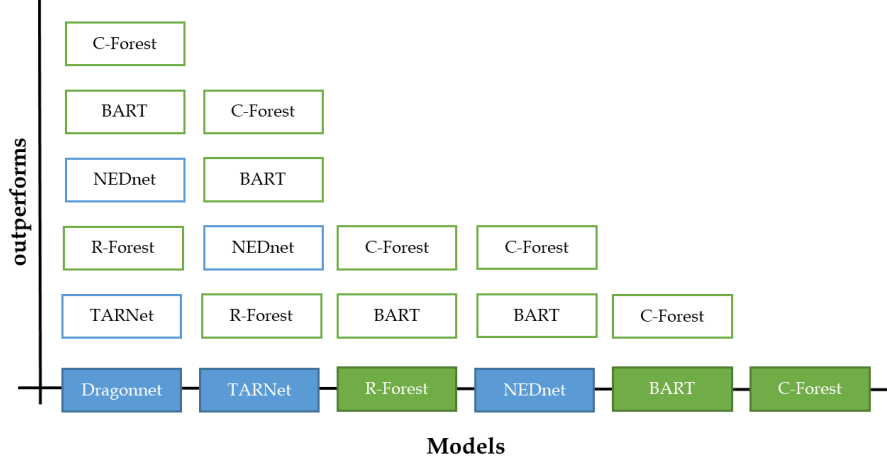 C-Forest
BART
C-Forest
NEDnet
BART
R-Forest
NEDnet
C-Forest
C-Forest
TARNet
R-Forest
BART
BART
C-Forest
outperforms
Dragonnet
TARNet
R-Forest
NEDnet
BART
C-Forest
Models